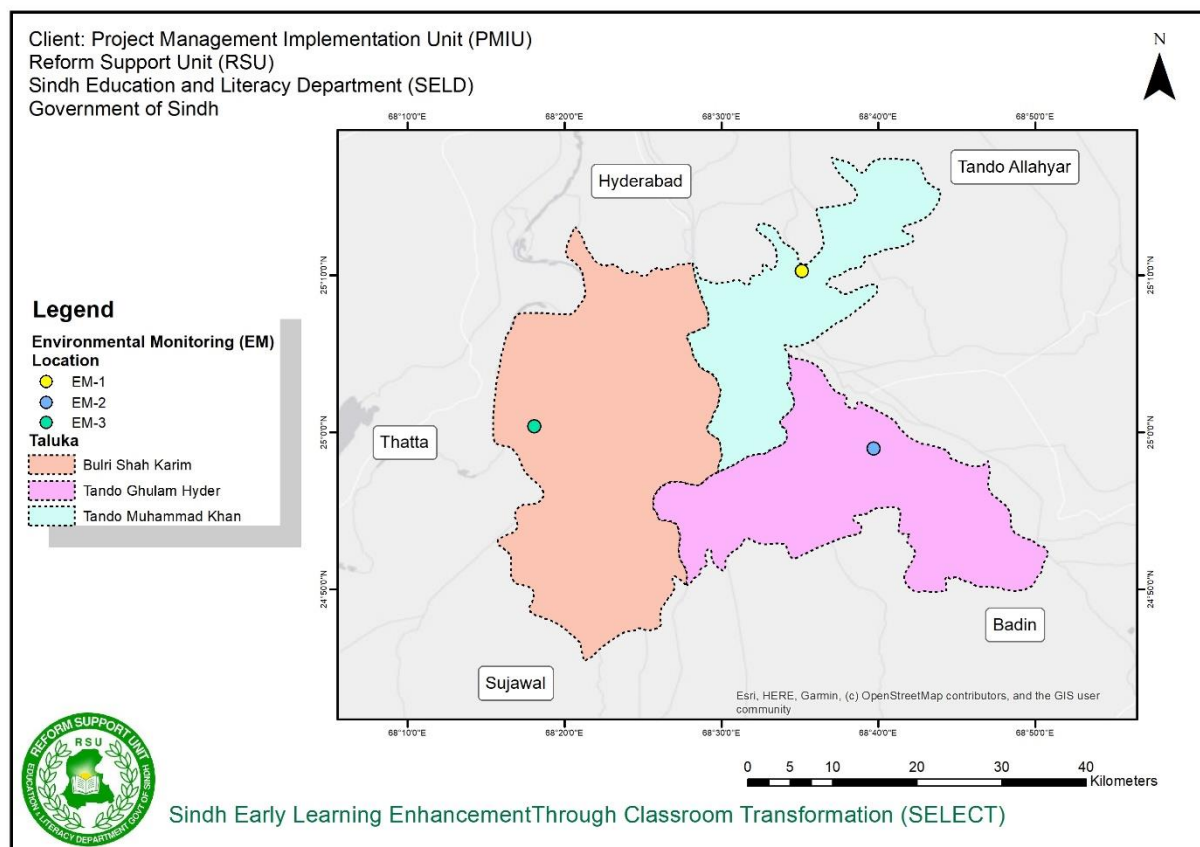 Client: Project Management Implementation Unit (PMIU)
Reform Support Unit (RSU)
Sindh Education and Literacy Department (SELD)
Government of Sindh
N
68°10'0"E 68°20'0"E 68°30'0"E 68°40'0"E 68°50'0"E
Hyderabad
Tando Allahyar
25°10'0"N 25°10'0"N
Legend
Environmental Monitoring (EM)
Location
EM-1
EM-2
EM-3
Taluka
Bulri Shah Karim
Tando Ghulam Hyder
Tando Muhammad Khan
Thatta
25°0'0"N 25°0'0"N
24°50'0"N 24°50'0"N
Badin
Sujawal
Esri, HERE, Garmin, (c) OpenStreetMap contributors, and the GIS user
community
68°10'0"E 68°20'0"E 68°30'0"E 68°40'0"E 68°50'0"E
0 5 10 20 30 40
Kilometers
REFORM SUPPORT UNIT
RSU
EDUCATION & LITERACY DEPARTMENT GOVT OF SINDH
Sindh Early Learning EnhancementThrough Classroom Transformation (SELECT)